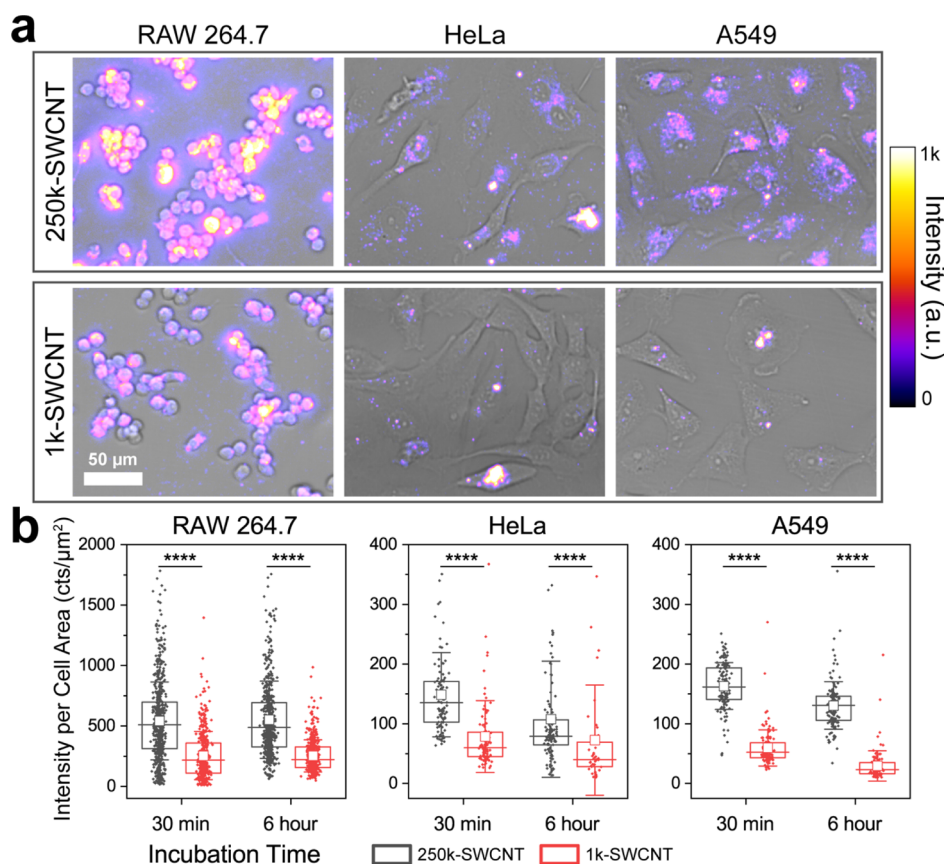 a
RAW 264.7 HeLa A549
250k-SWCNT
1k-SWCNT
50 µm
1k
Intensity (a.u.)
0
b
RAW 264.7 HeLa A549
Intensity per Cell Area (cts/µm²)
2000
1500
1000
500
0
**** ****
30 min 6 hour
400
300
200
100
0
**** ****
30 min 6 hour
400
300
200
100
0
**** ****
30 min 6 hour
Incubation Time
250k-SWCNT 1k-SWCNT